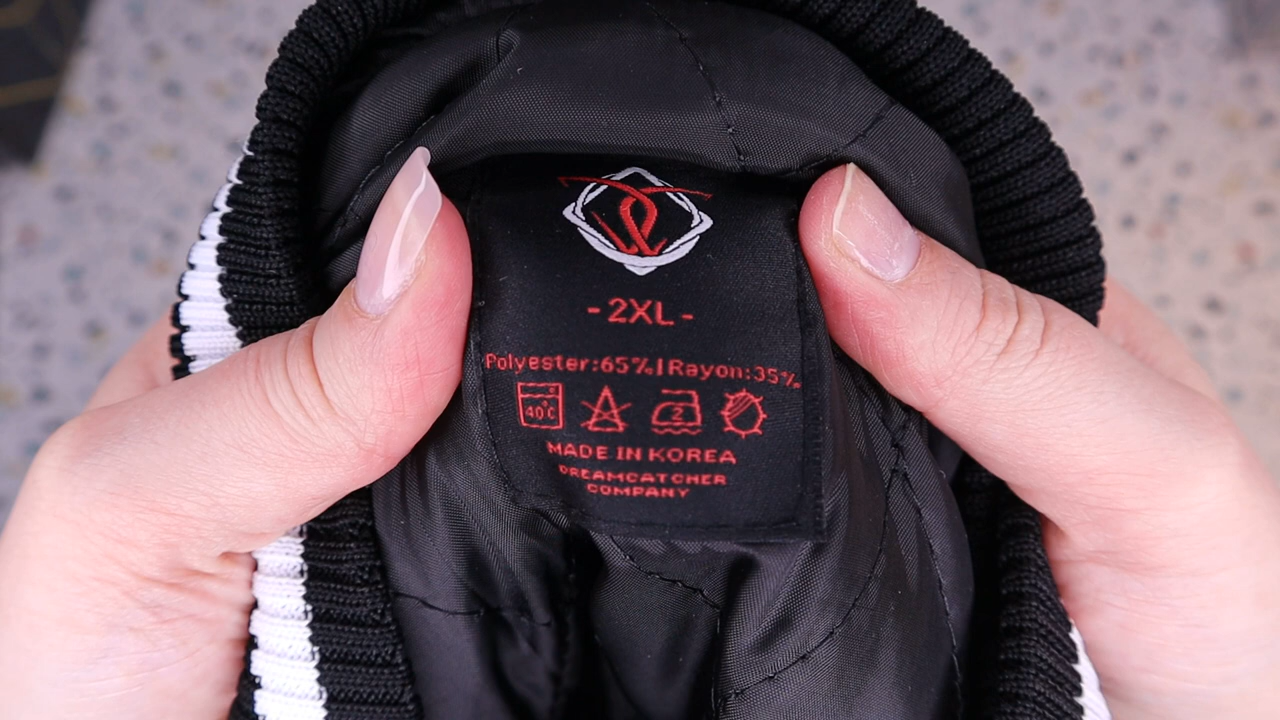 - 2XL -
Polyester:65% | Rayon:35%
40℃
2
MADE IN KOREA
DREAMCATCHER
COMPANY